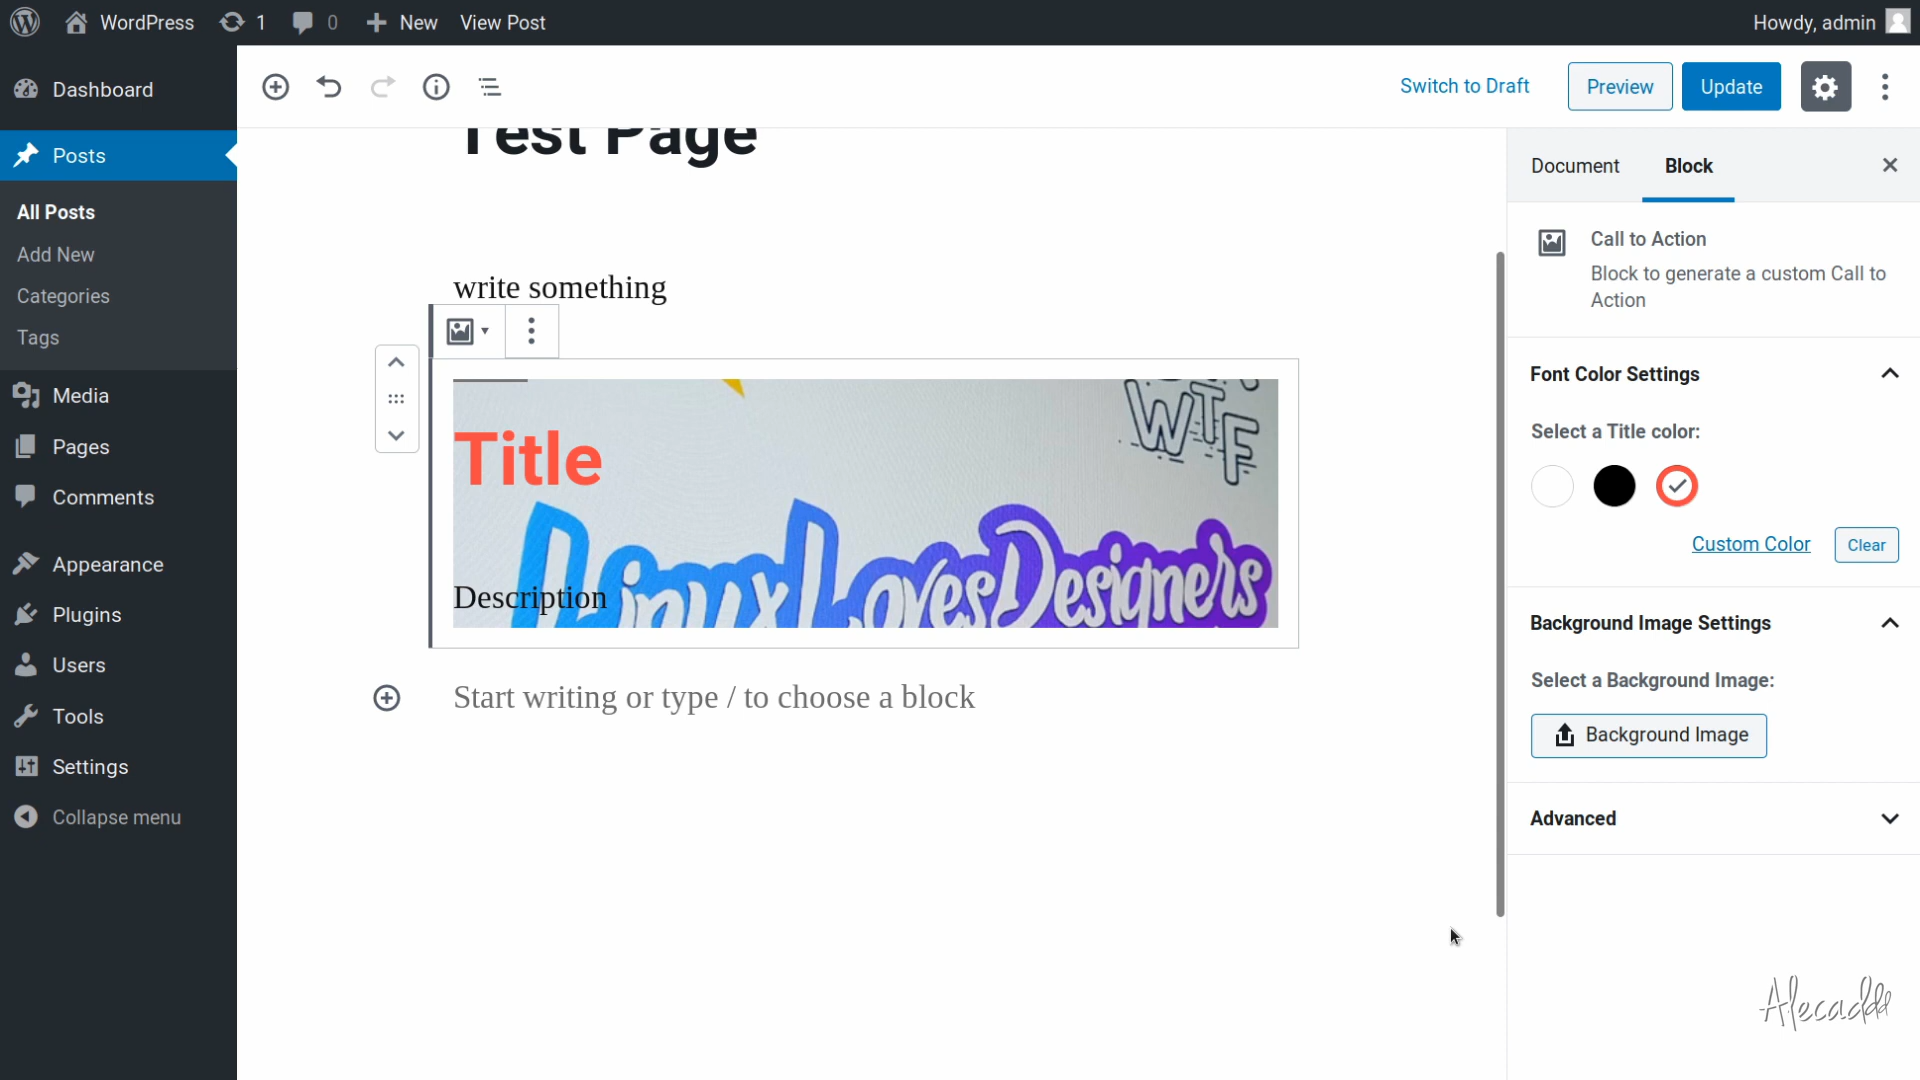 WordPress 1 0 New View Post Howdy, admin
Dashboard
Posts
All Posts
Add New
Categories
Tags
Media
Pages
Comments
Appearance
Plugins
Users
Tools
Settings
Collapse menu
Switch to Draft Preview Update
Test Page
write something
WTF
Title
LinuxLovesDesigners
Description
Start writing or type / to choose a block
Document Block
Call to Action
Block to generate a custom Call to
Action
Font Color Settings
Select a Title color:
Custom Color Clear
Background Image Settings
Select a Background Image:
Background Image
Advanced
Alecaddd